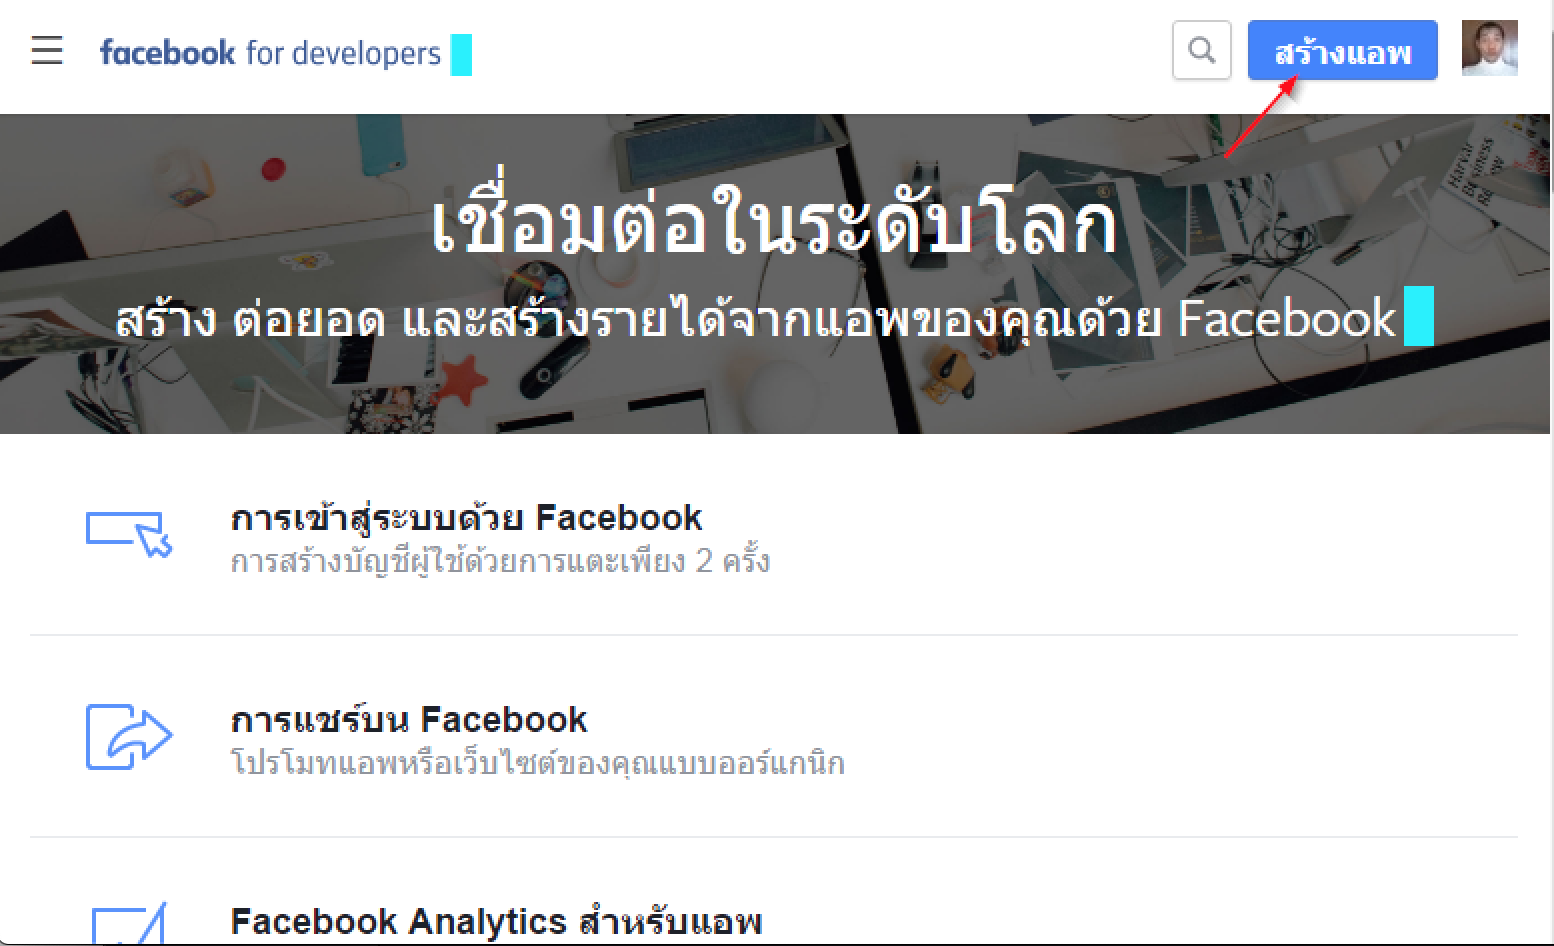 facebook for developers
สร้างแอพ
เชื่อมต่อในระดับโลก
สร้าง ต่อยอด และสร้างรายได้จากแอพของคุณด้วย Facebook
การเข้าสู่ระบบด้วย Facebook
การสร้างบัญชีผู้ใช้ด้วยการแตะเพียง 2 ครั้ง
การแชร์บน Facebook
โปรโมทแอพหรือเว็บไซต์ของคุณแบบออร์แกนิก
Facebook Analytics สำหรับแอพ